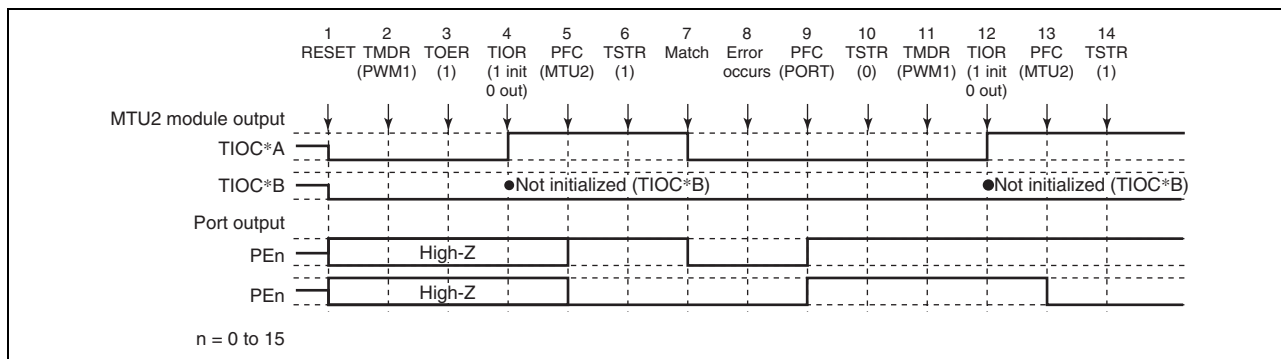 1 2 3 4 5 6 7 8 9 10 11 12 13 14
RESET TMDR TOER TIOR PFC TSTR Match Error PFC TSTR TMDR TIOR PFC TSTR
(PWM1) (1) (1 init (MTU2) (1) occurs (PORT) (0) (PWM1) (1 init (MTU2) (1)
0 out) 0 out)
MTU2 module output
TIOC*A
TIOC*B ●Not initialized (TIOC*B) ●Not initialized (TIOC*B)
Port output
PEn High-Z
PEn High-Z
n = 0 to 15